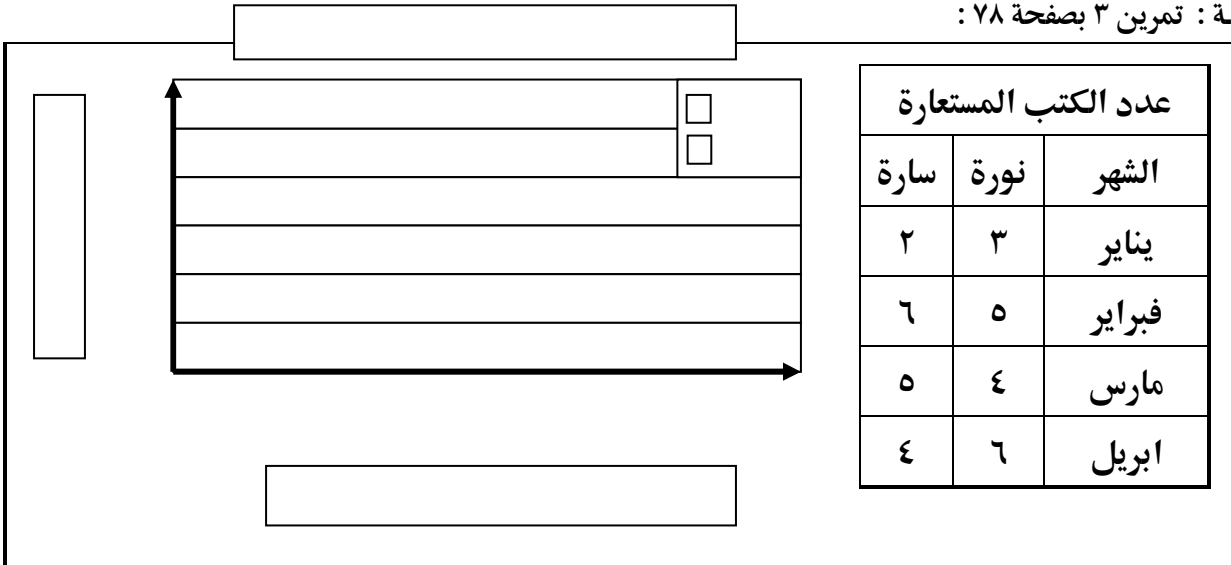 : تمرين ٣ بصفحة ٧٨ :
عدد الكتب المستعارة
الشهر نورة سارة
يناير ٣ ٢
فبراير ٥ ٦
مارس ٤ ٥
ابريل ٦ ٤